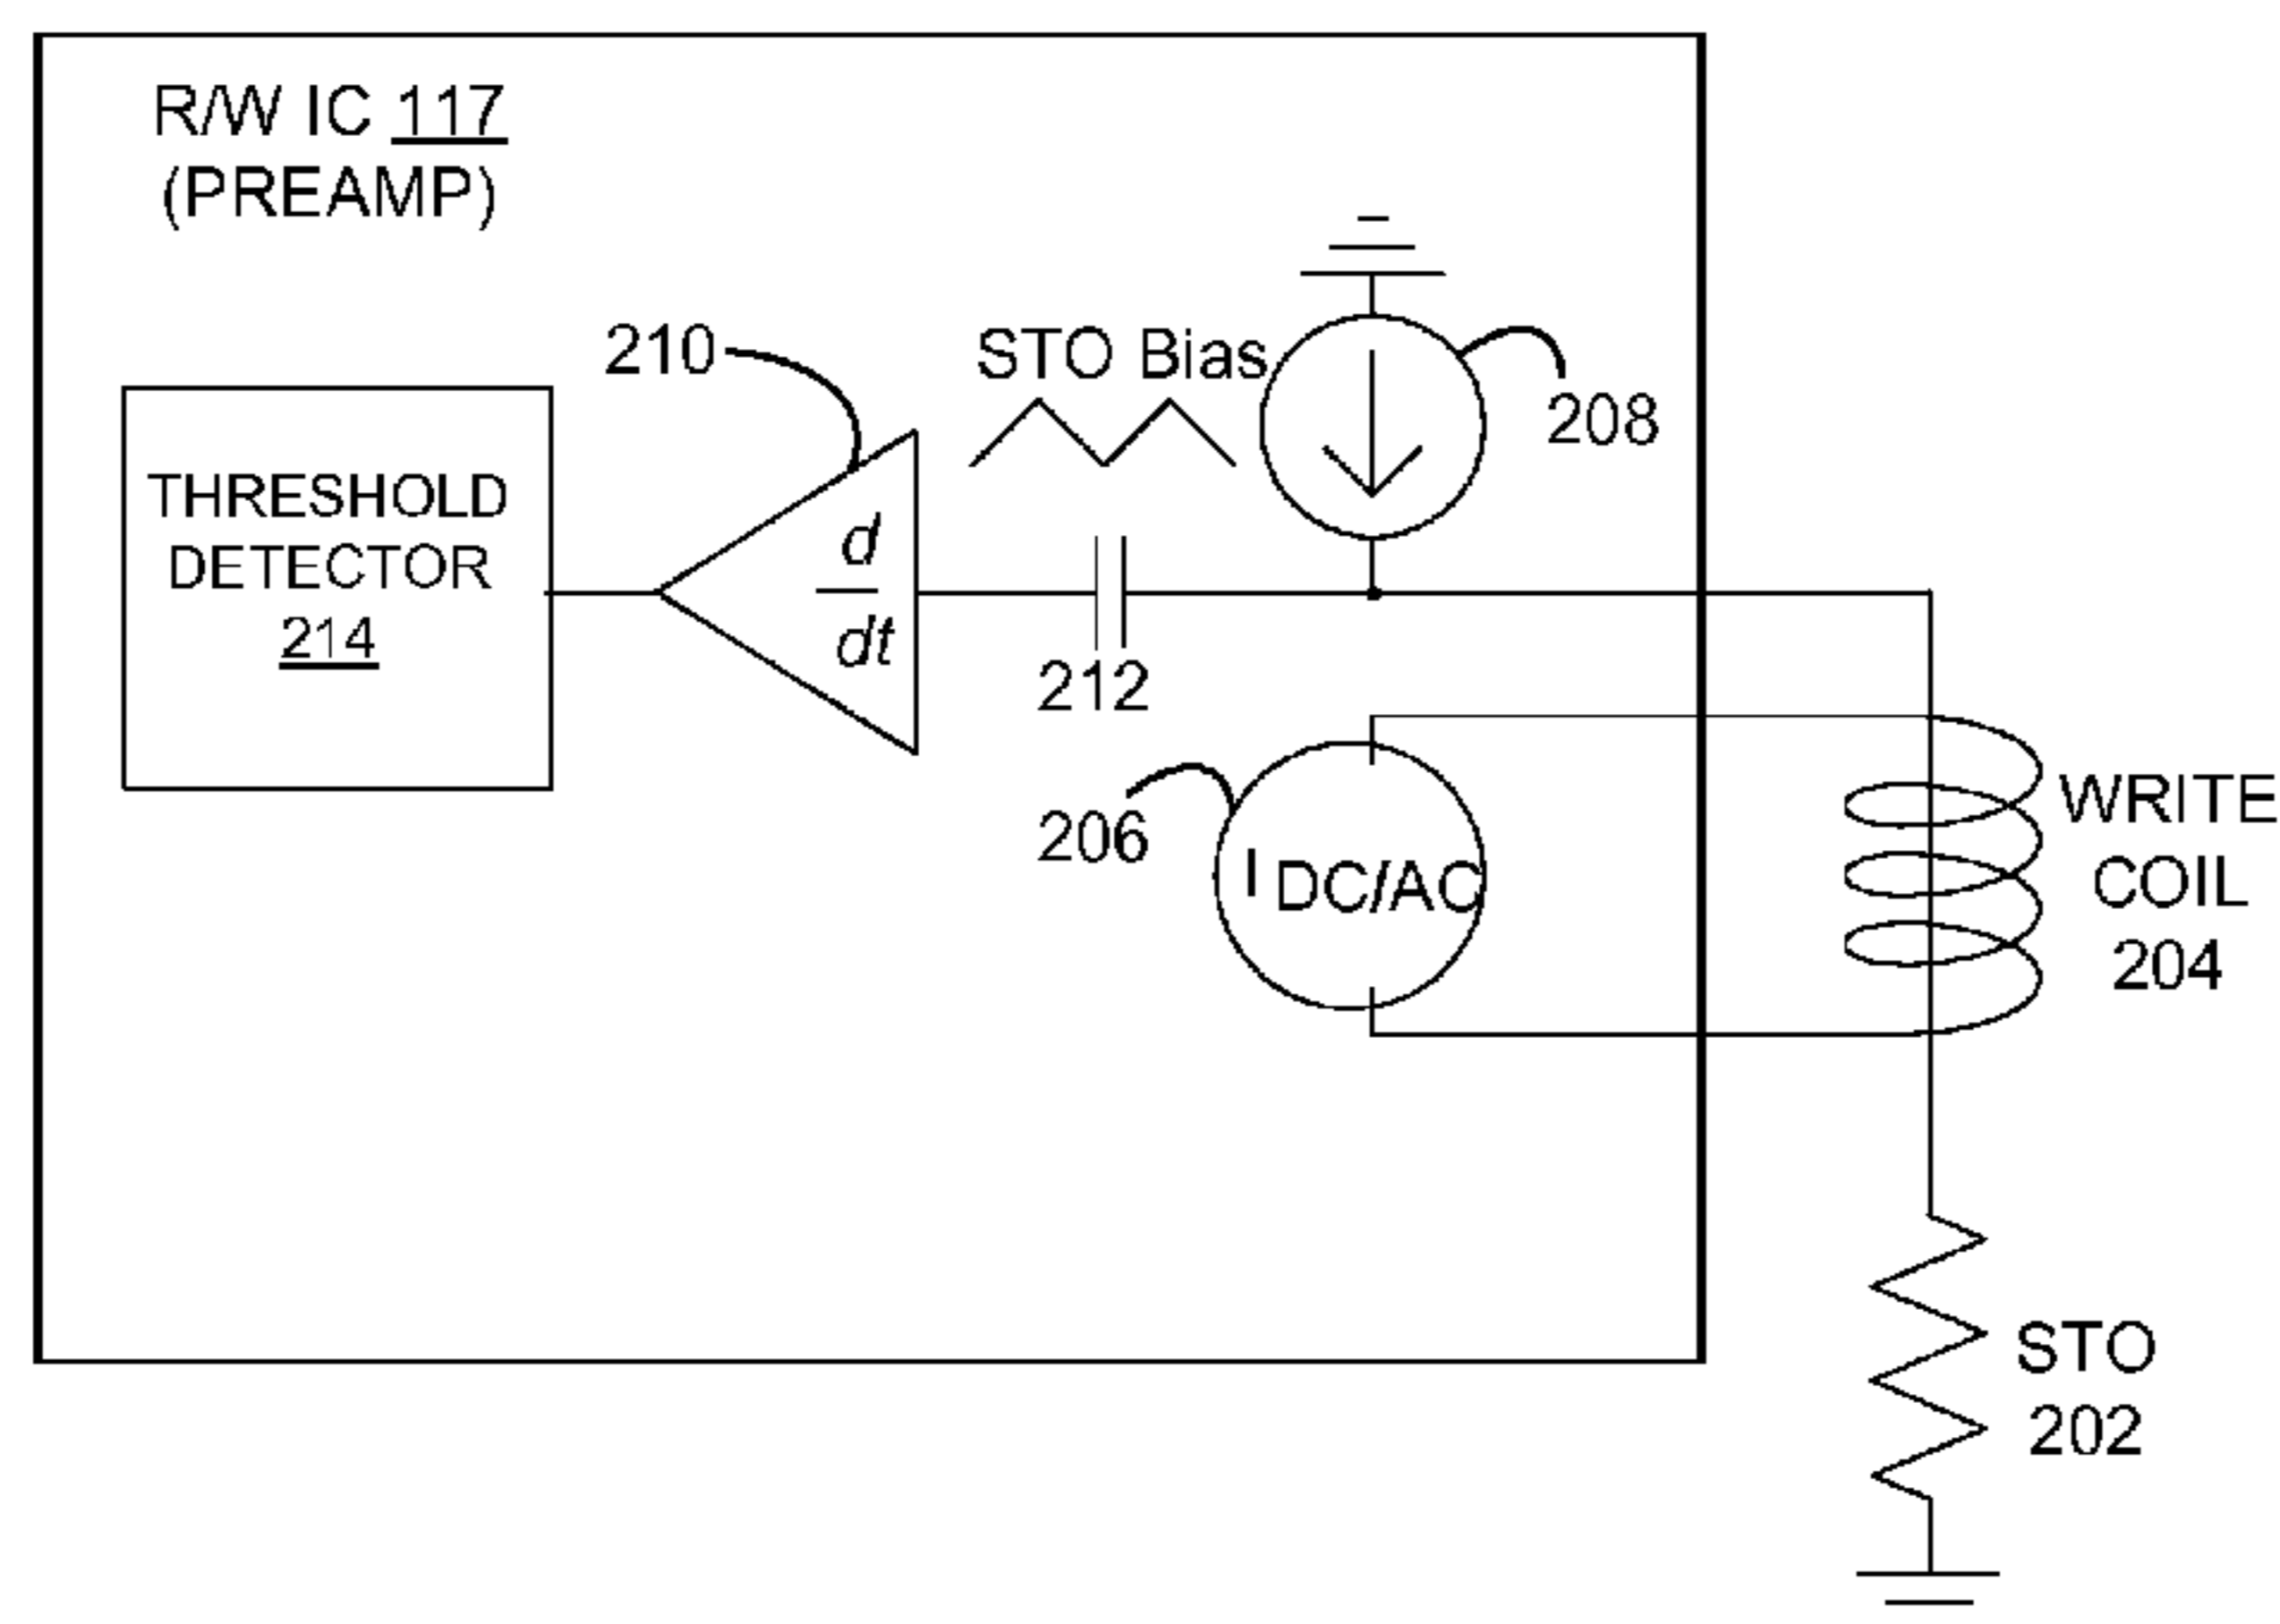 R/W IC 117
(PREAMP)
210
STO Bias
208
THRESHOLD
DETECTOR
214
d
dt
212
206
I DC/AC
WRITE
COIL
204
STO
202